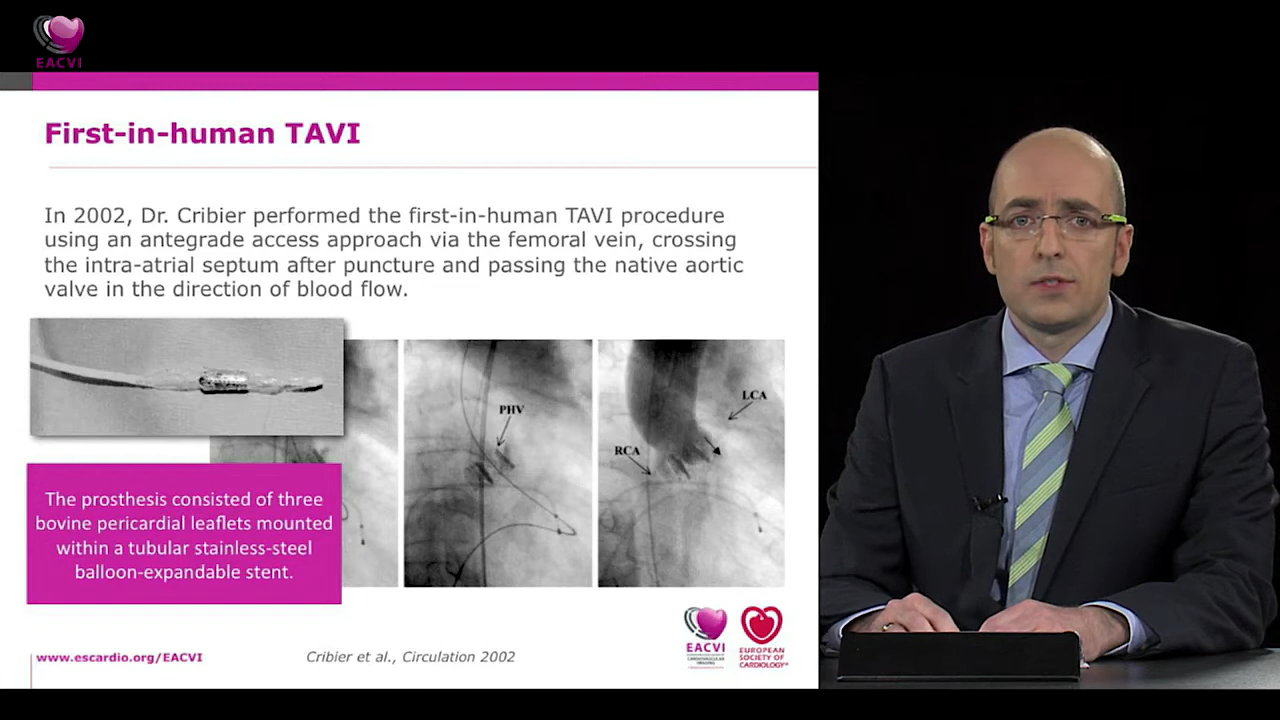 EACVI
First-in-human TAVI
In 2002, Dr. Cribier performed the first-in-human TAVI procedure
using an antegrade access approach via the femoral vein, crossing
the intra-atrial septum after puncture and passing the native aortic
valve in the direction of blood flow.
PHV
LCA
RCA
The prosthesis consisted of three
bovine pericardial leaflets mounted
within a tubular stainless-steel
balloon-expandable stent.
www.escardio.org/EACVI
Cribier et al., Circulation 2002
EACVI
EUROPEAN
SOCIETY OF
CARDIOLOGY®